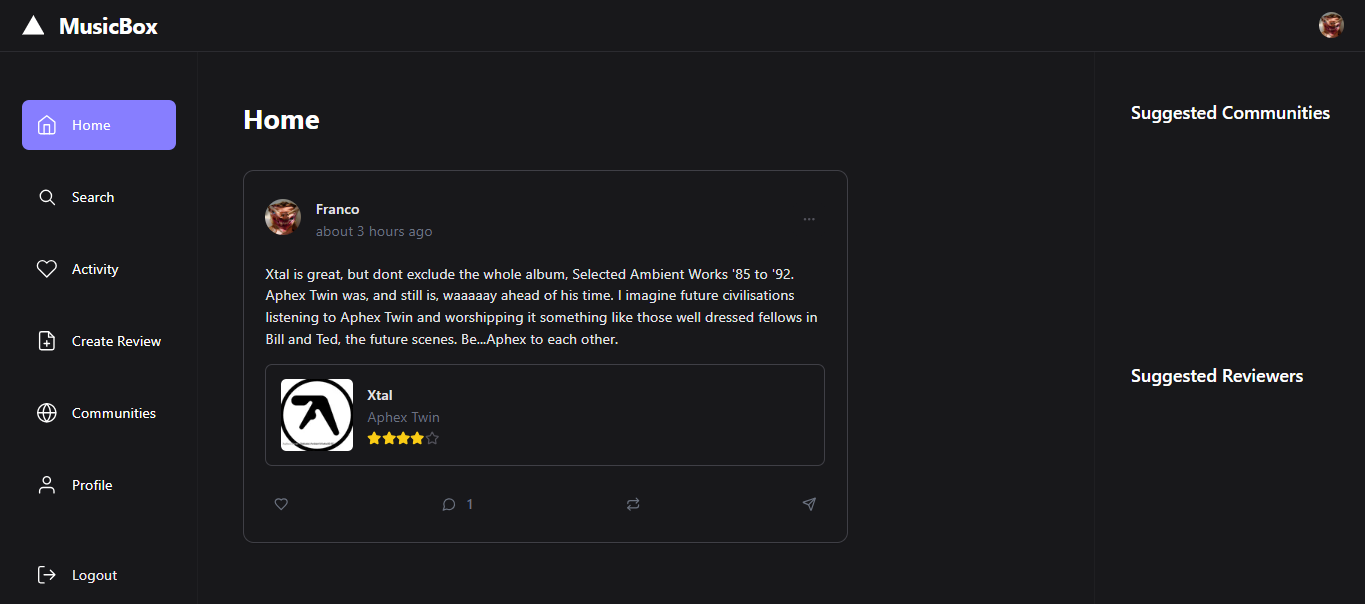 MusicBox
Home
Search
Activity
Create Review
Communities
Profile
Logout
Home
Franco
about 3 hours ago
...
Xtal is great, but dont exclude the whole album, Selected Ambient Works '85 to '92.
Aphex Twin was, and still is, waaaaay ahead of his time. I imagine future civilisations
listening to Aphex Twin and worshipping it something like those well dressed fellows in
Bill and Ted, the future scenes. Be...Aphex to each other.
Xtal
Aphex Twin
1
Suggested Communities
Suggested Reviewers